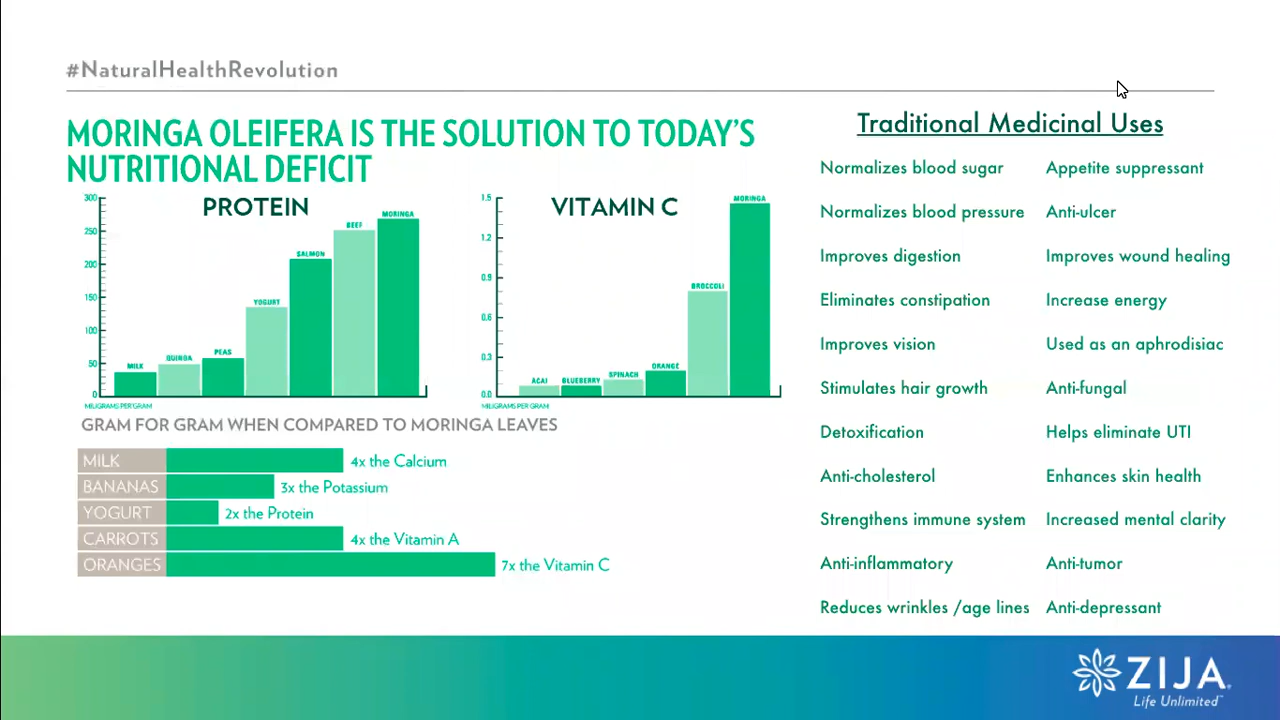 #NaturalHealthRevolution
MORINGA OLEIFERA IS THE SOLUTION TO TODAY'S
NUTRITIONAL DEFICIT
PROTEIN
300
250
200
150
100
50
0
MILK
QUINOA
PEAS
YOGURT
SALMON
BEEF
MORINGA
MILIGRAMS PER GRAM
VITAMIN C
1.5
1.2
0.9
0.6
0.3
0.0
ACAI
BLUEBERRY
SPINACH
ORANGE
BROCCOLI
MORINGA
MILIGRAMS PER GRAM
GRAM FOR GRAM WHEN COMPARED TO MORINGA LEAVES
MILK 4x the Calcium
BANANAS 3x the Potassium
YOGURT 2x the Protein
CARROTS 4x the Vitamin A
ORANGES 7x the Vitamin C
Traditional Medicinal Uses
Normalizes blood sugar
Normalizes blood pressure
Improves digestion
Eliminates constipation
Improves vision
Stimulates hair growth
Detoxification
Anti-cholesterol
Strengthens immune system
Anti-inflammatory
Reduces wrinkles /age lines
Appetite suppressant
Anti-ulcer
Improves wound healing
Increase energy
Used as an aphrodisiac
Anti-fungal
Helps eliminate UTI
Enhances skin health
Increased mental clarity
Anti-tumor
Anti-depressant
ZIJA
Life Unlimited™